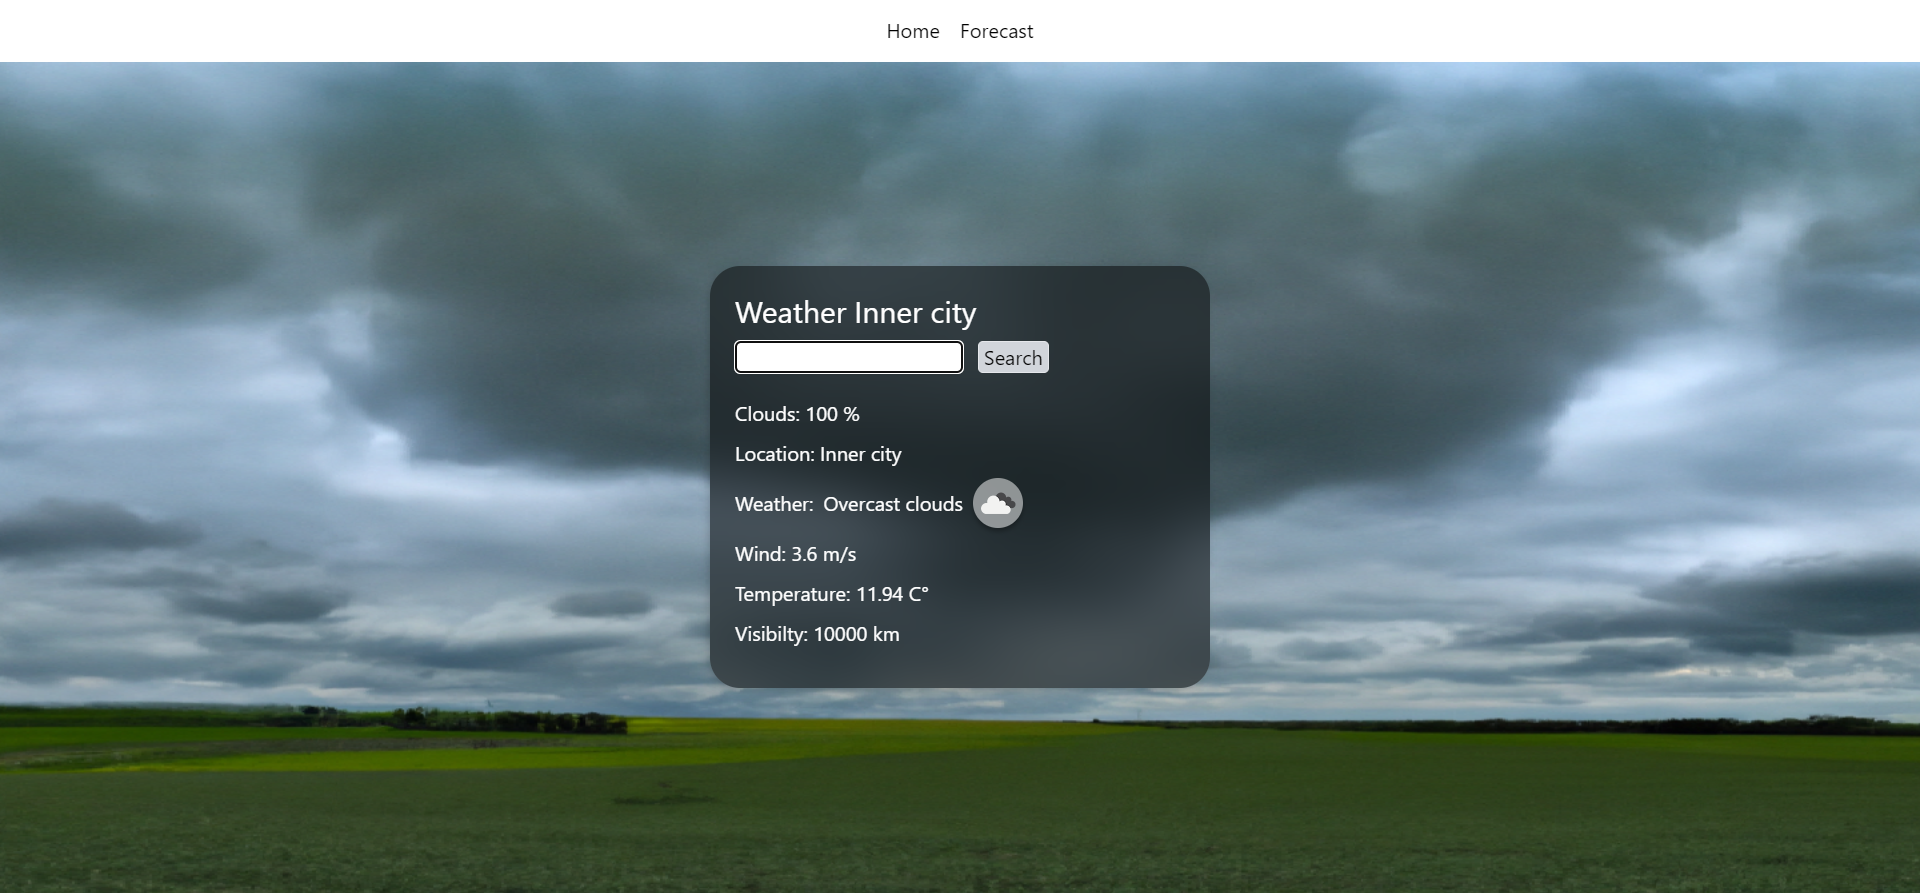 Home Forecast
Weather Inner city
Search
Clouds: 100 %
Location: Inner city
Weather: Overcast clouds
Wind: 3.6 m/s
Temperature: 11.94 C°
Visibilty: 10000 km